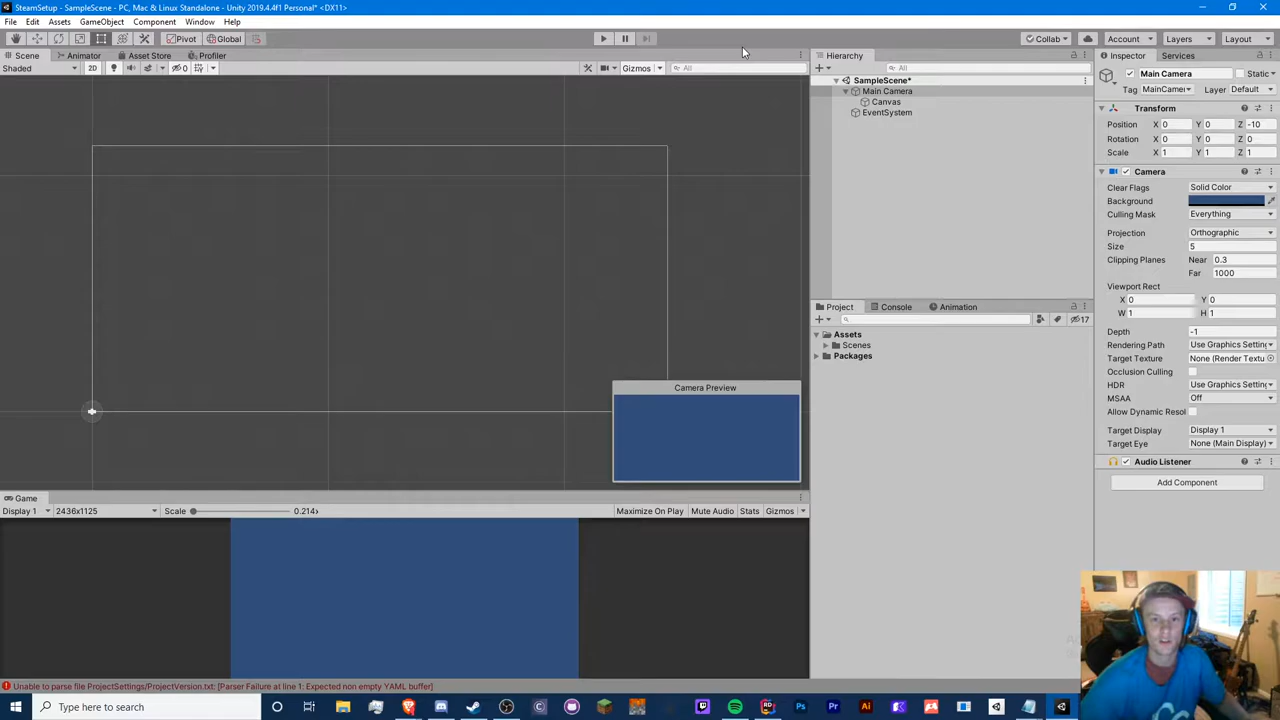 SteamSetup - SampleScene - PC, Mac & Linux Standalone - Unity 2019.4.4f1 Personal* <DX11>
File Edit Assets GameObject Component Window Help
Pivot Global Collab Account Layers Layout
Scene Animator Asset Store Profiler
Shaded 2D 0 Gizmos All
Hierarchy
All
SampleScene*
Main Camera
Canvas
EventSystem
Inspector Services
Main Camera Static
Tag MainCamer Layer Default
Transform
Position X 0 Y 0 Z -10
Rotation X 0 Y 0 Z 0
Scale X 1 Y 1 Z 1
Camera
Clear Flags Solid Color
Background
Culling Mask Everything
Projection Orthographic
Size 5
Clipping Planes Near 0.3
Far 1000
Viewport Rect
X 0 Y 0
W 1 H 1
Depth -1
Rendering Path Use Graphics Setting
Target Texture None (Render Textu
Occlusion Culling
HDR Use Graphics Setting
MSAA Off
Allow Dynamic Resol
Target Display Display 1
Target Eye None (Main Display)
Audio Listener
Add Component
Project Console Animation
17
Assets
Scenes
Packages
Camera Preview
Game
Display 1 2436x1125 Scale 0.214x Maximize On Play Mute Audio Stats Gizmos
Unable to parse file ProjectSettings/ProjectVersion.txt: [Parser Failure at line 1: Expected non empty YAML buffer]
Type here to search